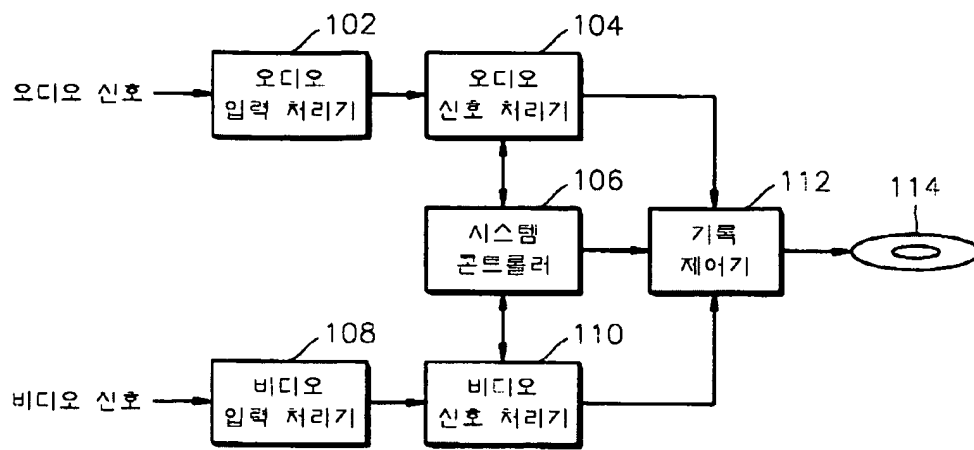 102
104
오디오 신호
오디오
입력 처리기
오디오
신호 처리기
106
112
114
시스템
콘트롤러
기록
제어기
108
110
비디오 신호
비디오
입력 처리기
비디오
신호 처리기